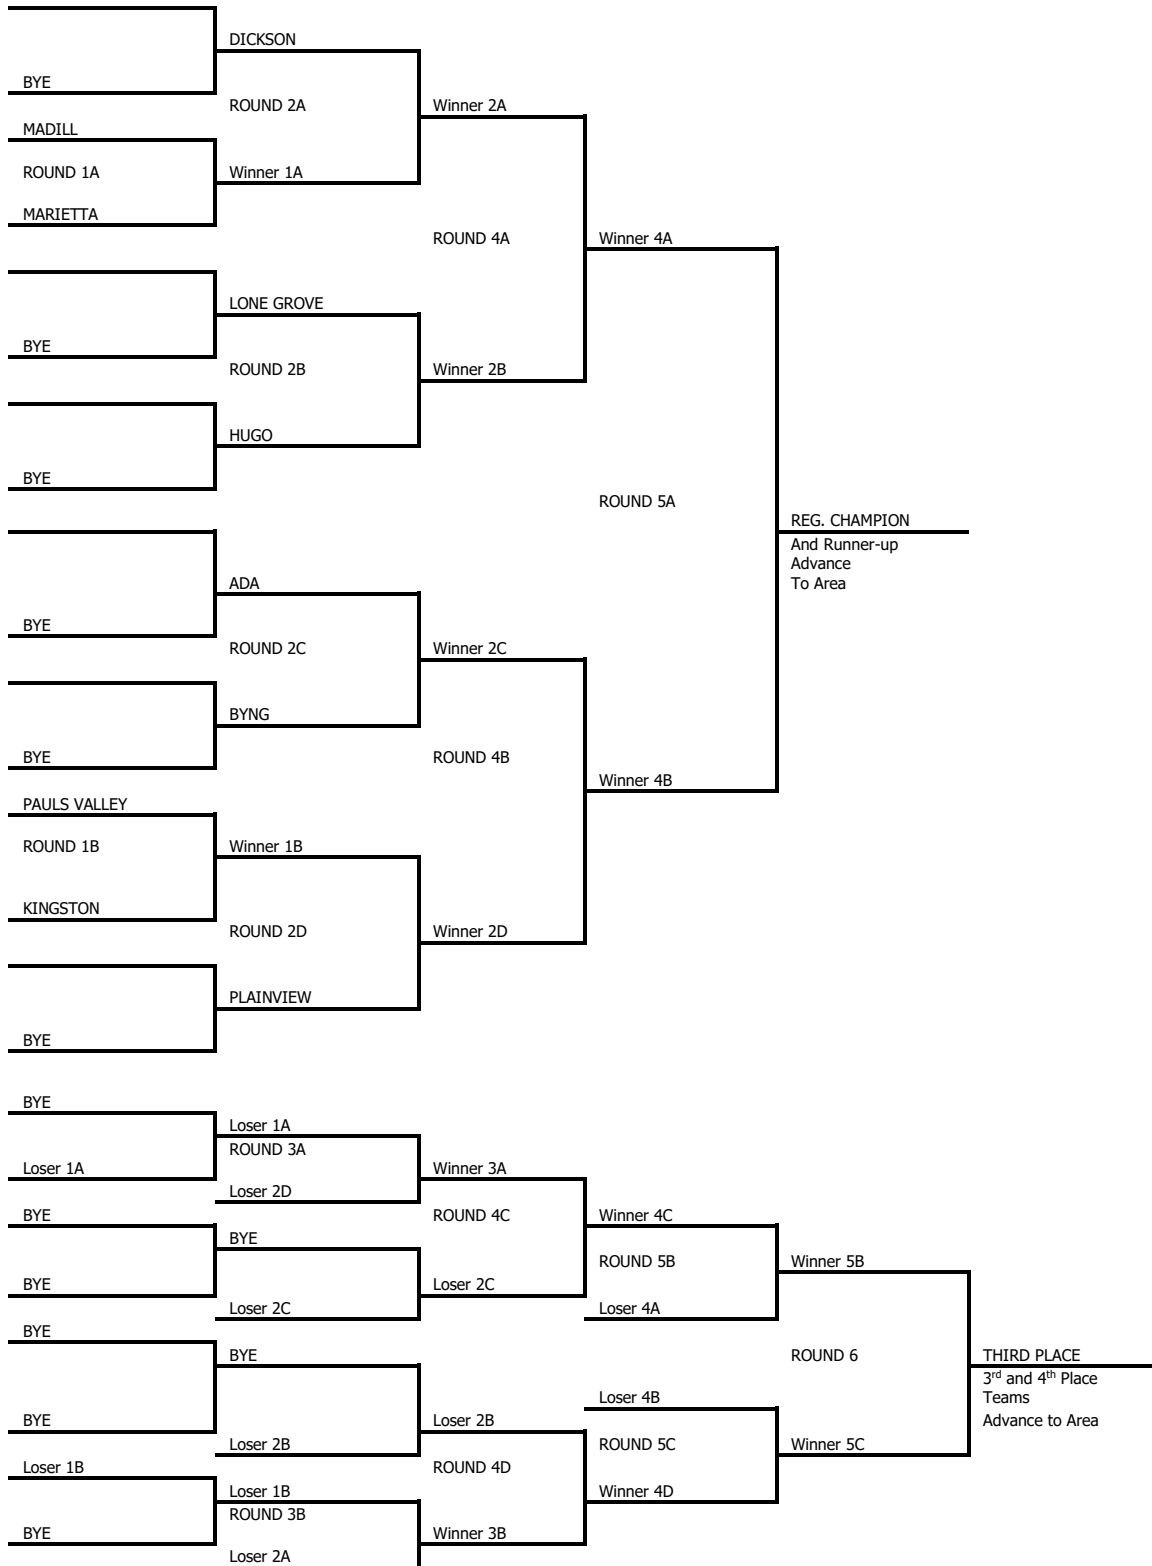 DICKSON
BYE
ROUND 2A
Winner 2A
MADILL
ROUND 1A
Winner 1A
MARIETTA
ROUND 4A
Winner 4A
LONE GROVE
BYE
ROUND 2B
Winner 2B
HUGO
BYE
ROUND 5A
REG. CHAMPION
And Runner-up
Advance
To Area
ADA
BYE
ROUND 2C
Winner 2C
BYNG
BYE
ROUND 4B
Winner 4B
PAULS VALLEY
ROUND 1B
Winner 1B
KINGSTON
ROUND 2D
Winner 2D
PLAINVIEW
BYE
BYE
Loser 1A
ROUND 3A
Loser 1A
Winner 3A
Loser 2D
BYE
ROUND 4C
Winner 4C
BYE
ROUND 5B
Winner 5B
BYE
Loser 2C
Loser 2C
Loser 4A
BYE
BYE
ROUND 6
THIRD PLACE
3rd and 4th Place
Teams
Advance to Area
Loser 4B
BYE
Loser 2B
Loser 2B
ROUND 5C
Winner 5C
Loser 1B
ROUND 4D
Loser 1B
Winner 4D
ROUND 3B
BYE
Winner 3B
Loser 2A